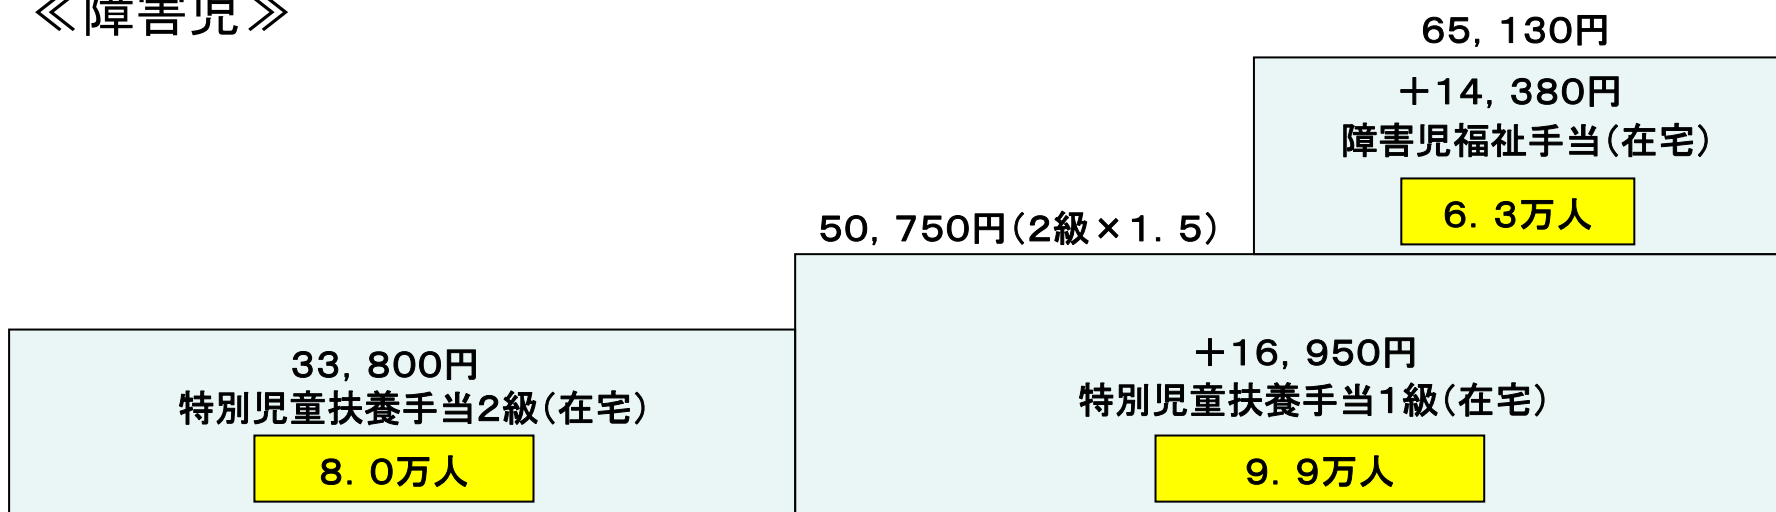 ≪障害児≫
65,130円
＋14,380円
障害児福祉手当(在宅)
6.3万人
50,750円(2級×1.5)
＋16,950円
特別児童扶養手当1級(在宅)
9.9万人
33,800円
特別児童扶養手当2級(在宅)
8.0万人